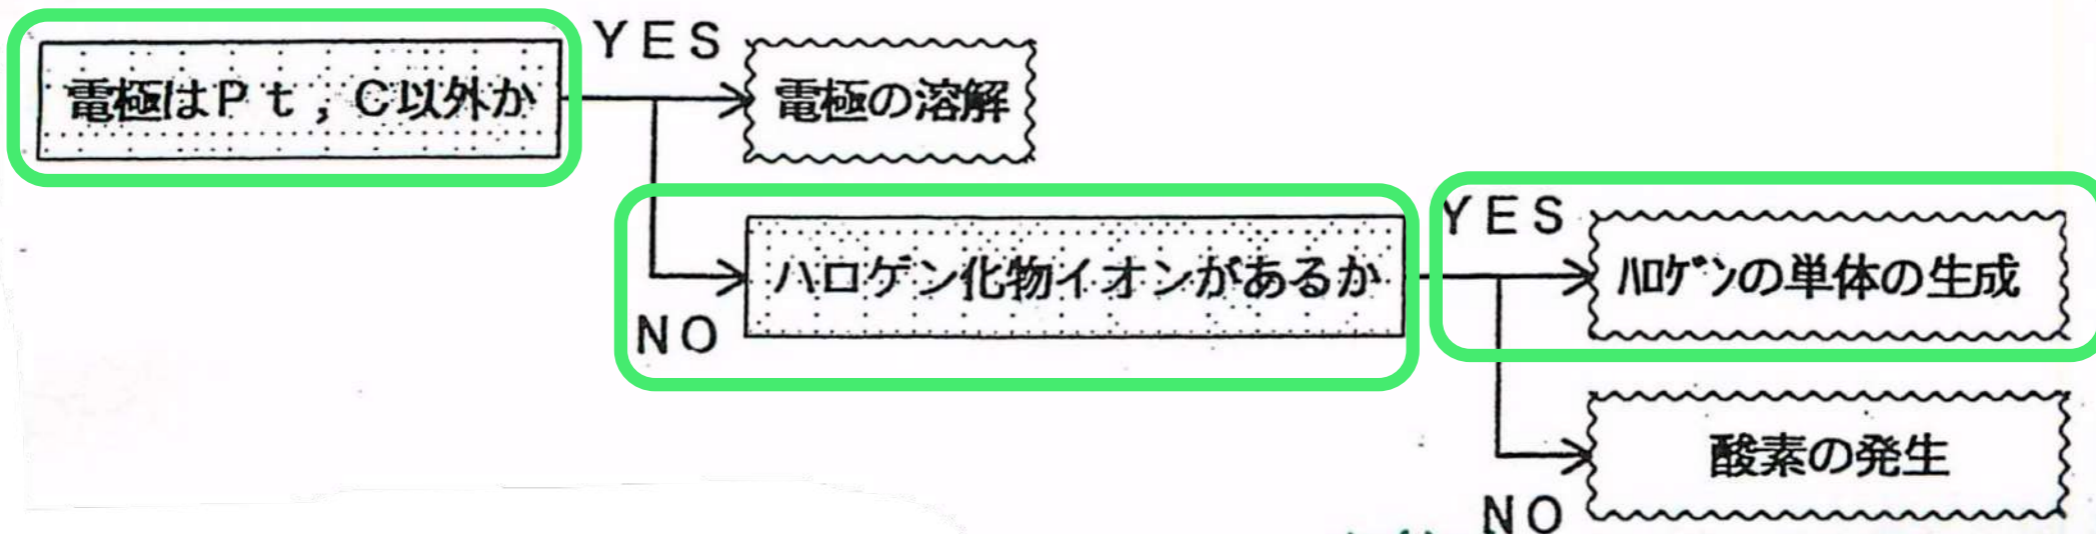 電極はPt，C以外か
YES
電極の溶解
NO
ハロゲン化物イオンがあるか
YES
ﾊﾛｹﾞﾝの単体の生成
NO
酸素の発生